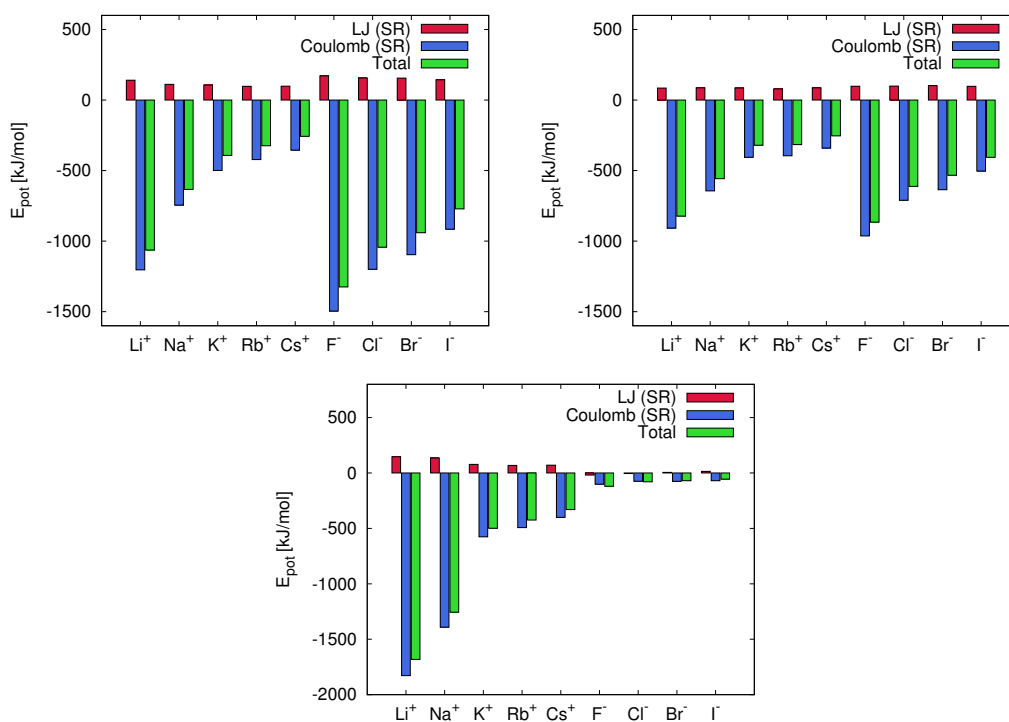 500
0
-500
-1000
-1500
E_pot [kJ/mol]
LJ (SR)
Coulomb (SR)
Total
Li⁺ Na⁺ K⁺ Rb⁺ Cs⁺ F⁻ Cl⁻ Br⁻ I⁻
500
0
-500
-1000
-1500
E_pot [kJ/mol]
LJ (SR)
Coulomb (SR)
Total
Li⁺ Na⁺ K⁺ Rb⁺ Cs⁺ F⁻ Cl⁻ Br⁻ I⁻
500
0
-500
-1000
-1500
-2000
E_pot [kJ/mol]
LJ (SR)
Coulomb (SR)
Total
Li⁺ Na⁺ K⁺ Rb⁺ Cs⁺ F⁻ Cl⁻ Br⁻ I⁻